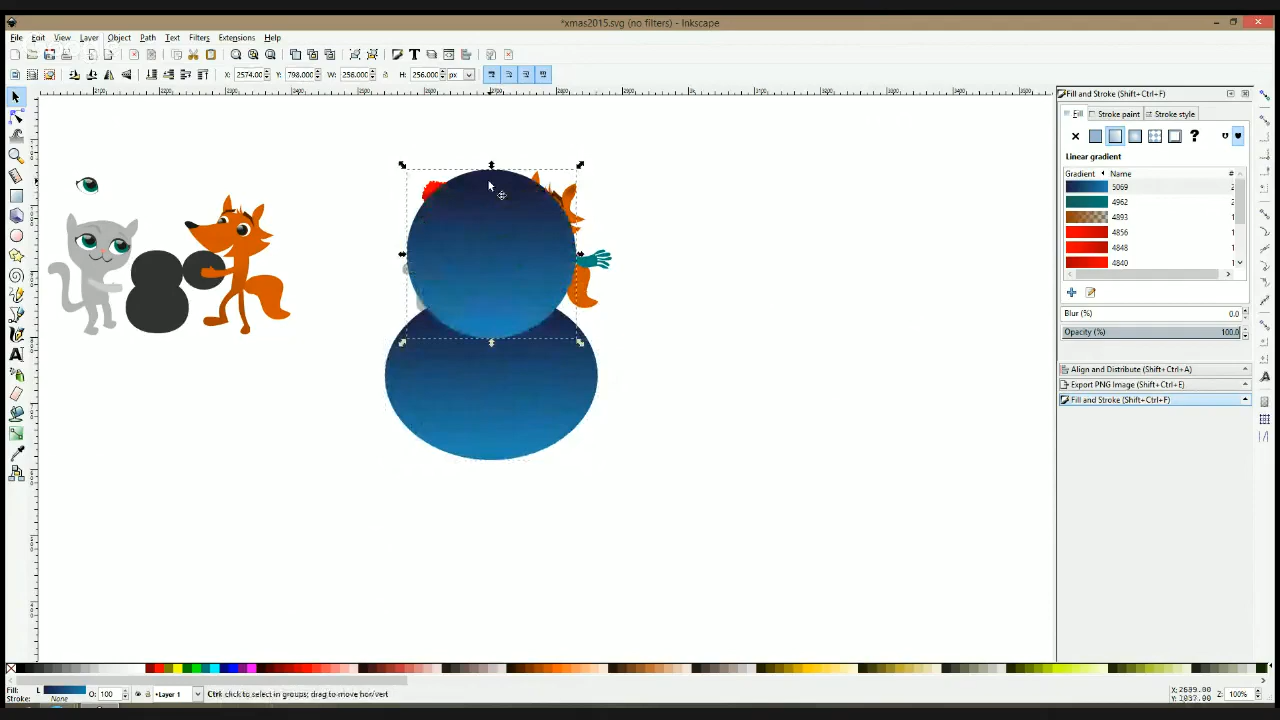 *xmas2015.svg (no filters) - Inkscape
File Edit View Layer Object Path Text Filters Extensions Help
X: 2574.00 Y: 798.000 W: 258.000 H: 256.000 px
Fill and Stroke (Shift+Ctrl+F)
Fill Stroke paint Stroke style
Linear gradient
Gradient Name #
5069
4962
4893
4856
4848
4840
Blur (%) 0.0
Opacity (%) 100.0
Align and Distribute (Shift+Ctrl+A)
Export PNG Image (Shift+Ctrl+E)
Fill and Stroke (Shift+Ctrl+F)
Fill: L
Stroke: None
O: 100
•Layer 1
Ctrl: click to select in groups; drag to move hor/vert
X:2689.00
Y:1037.00
Z: 100%